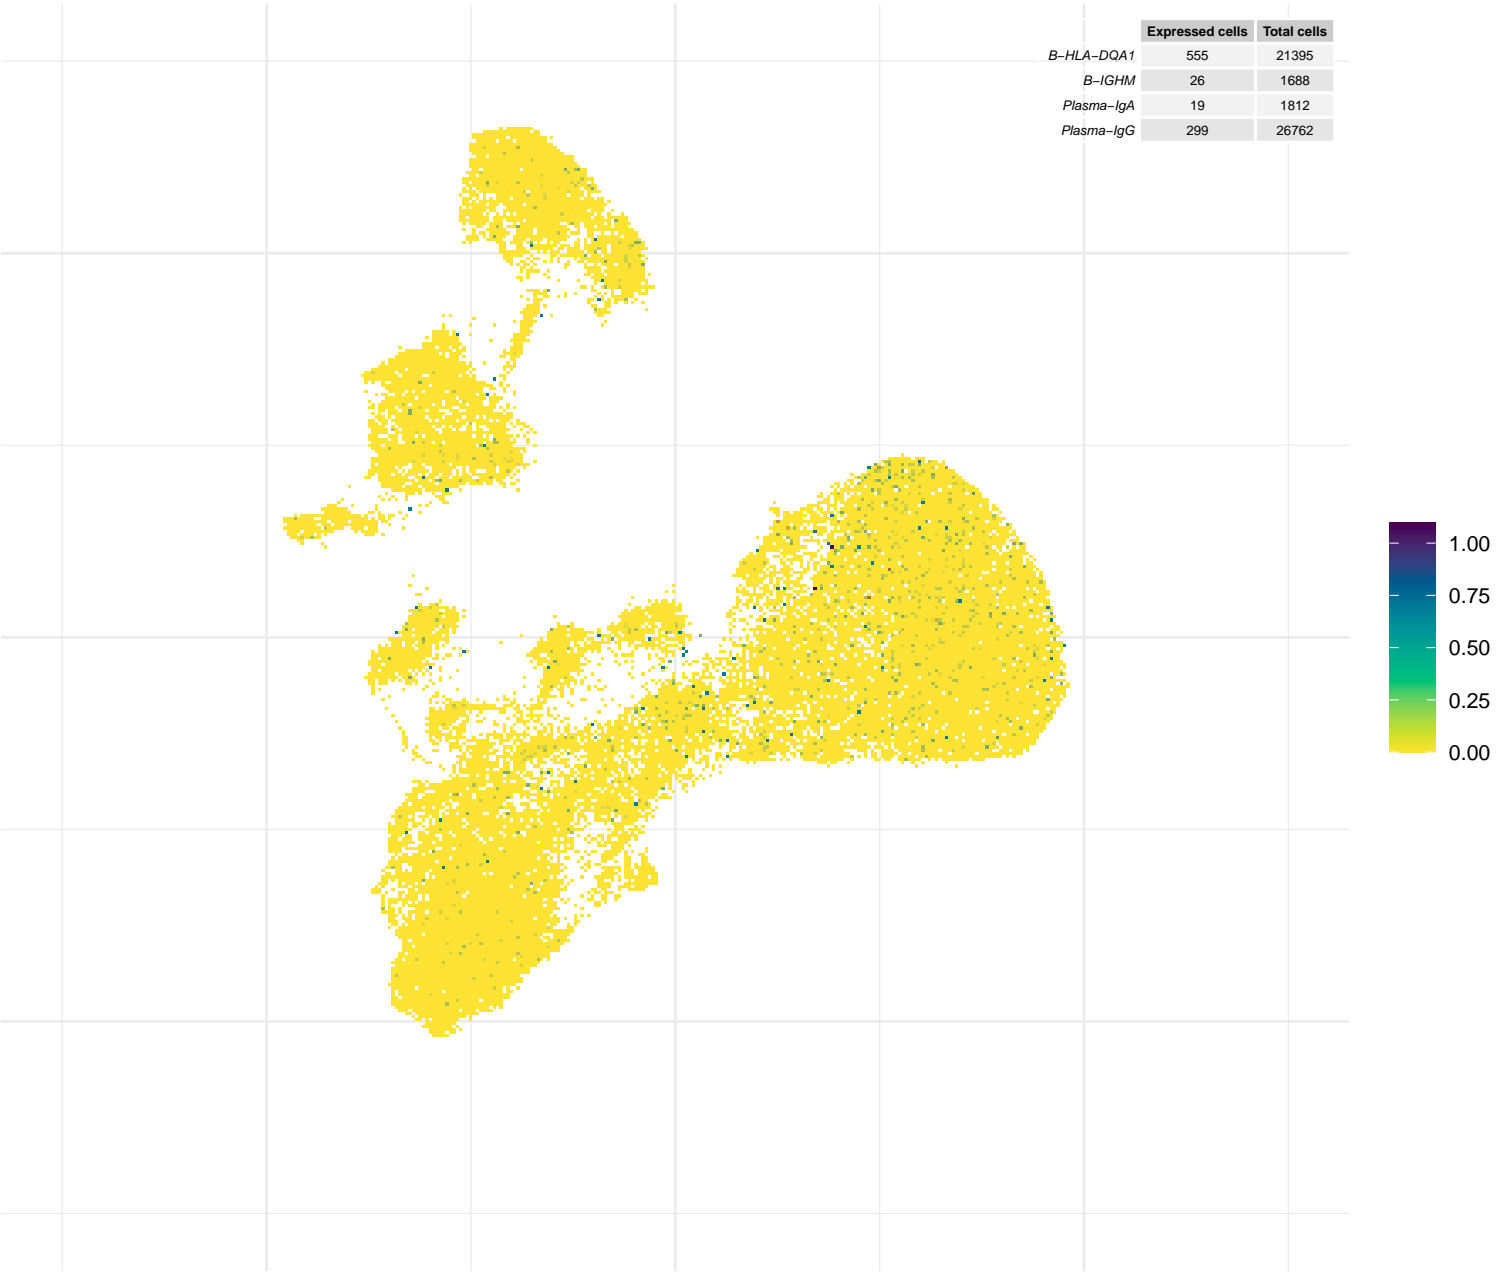 Expressed cells Total cells
B−HLA−DQA1 555 21395
B−IGHM 26 1688
Plasma−IgA 19 1812
Plasma−IgG 299 26762
1.00
0.75
0.50
0.25
0.00